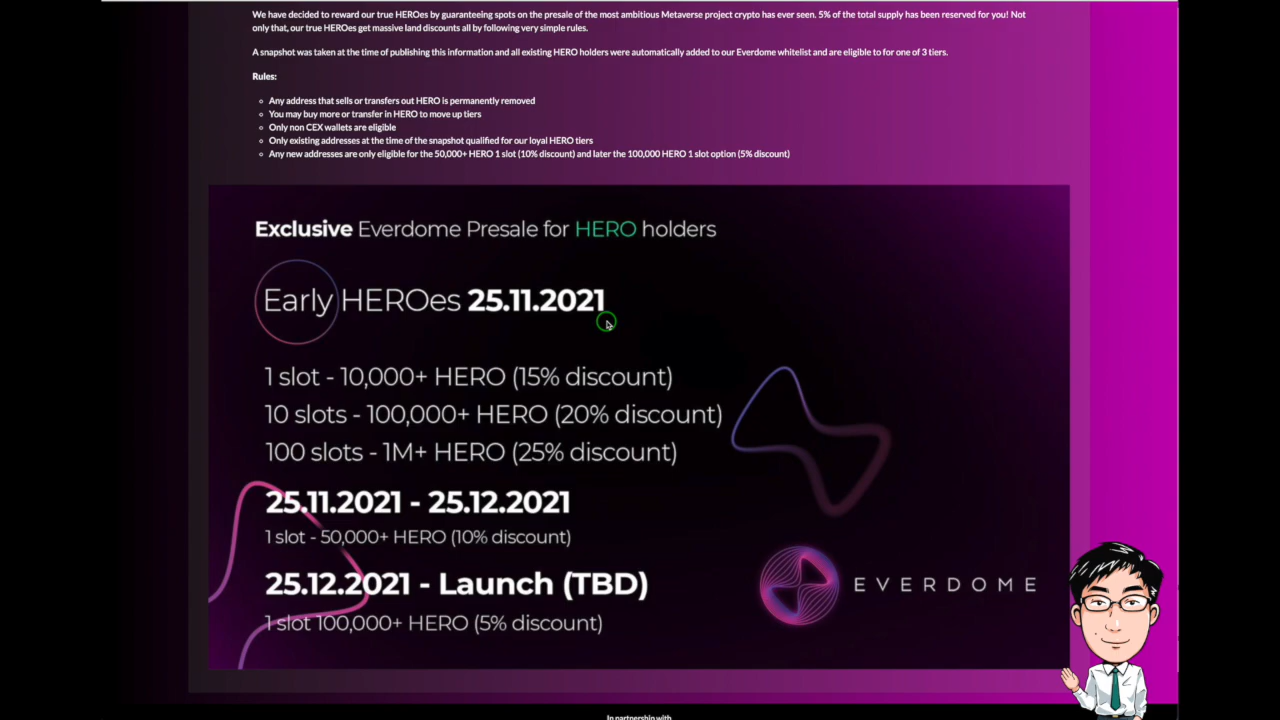 We have decided to reward our true HEROes by guaranteeing spots on the presale of the most ambitious Metaverse project crypto has ever seen. 5% of the total supply has been reserved for you! Not
only that, our true HEROes get massive land discounts all by following very simple rules.
A snapshot was taken at the time of publishing this information and all existing HERO holders were automatically added to our Everdome whitelist and are eligible to for one of 3 tiers.
Rules:
Any address that sells or transfers out HERO is permanently removed
You may buy more or transfer in HERO to move up tiers
Only non CEX wallets are eligible
Only existing addresses at the time of the snapshot qualified for our loyal HERO tiers
Any new addresses are only eligible for the 50,000+ HERO 1 slot (10% discount) and later the 100,000 HERO 1 slot option (5% discount)
Exclusive Everdome Presale for HERO holders
Early HEROes 25.11.2021
1 slot - 10,000+ HERO (15% discount)
10 slots - 100,000+ HERO (20% discount)
100 slots - 1M+ HERO (25% discount)
25.11.2021 - 25.12.2021
1 slot - 50,000+ HERO (10% discount)
25.12.2021 - Launch (TBD)
1 slot 100,000+ HERO (5% discount)
EVERDOME
In partnership with